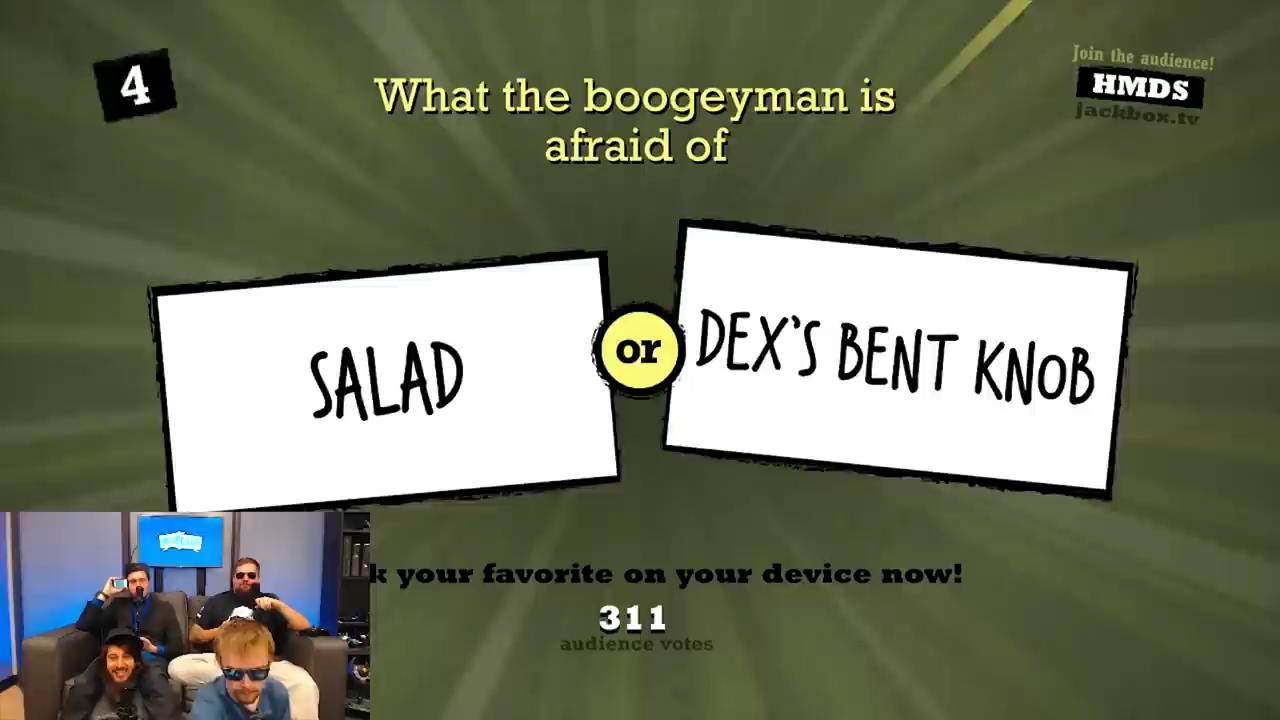 4
What the boogeyman is
afraid of
Join the audience!
HMDS
jackbox.tv
SALAD
or
DEX'S BENT KNOB
k your favorite on your device now!
311
audience votes